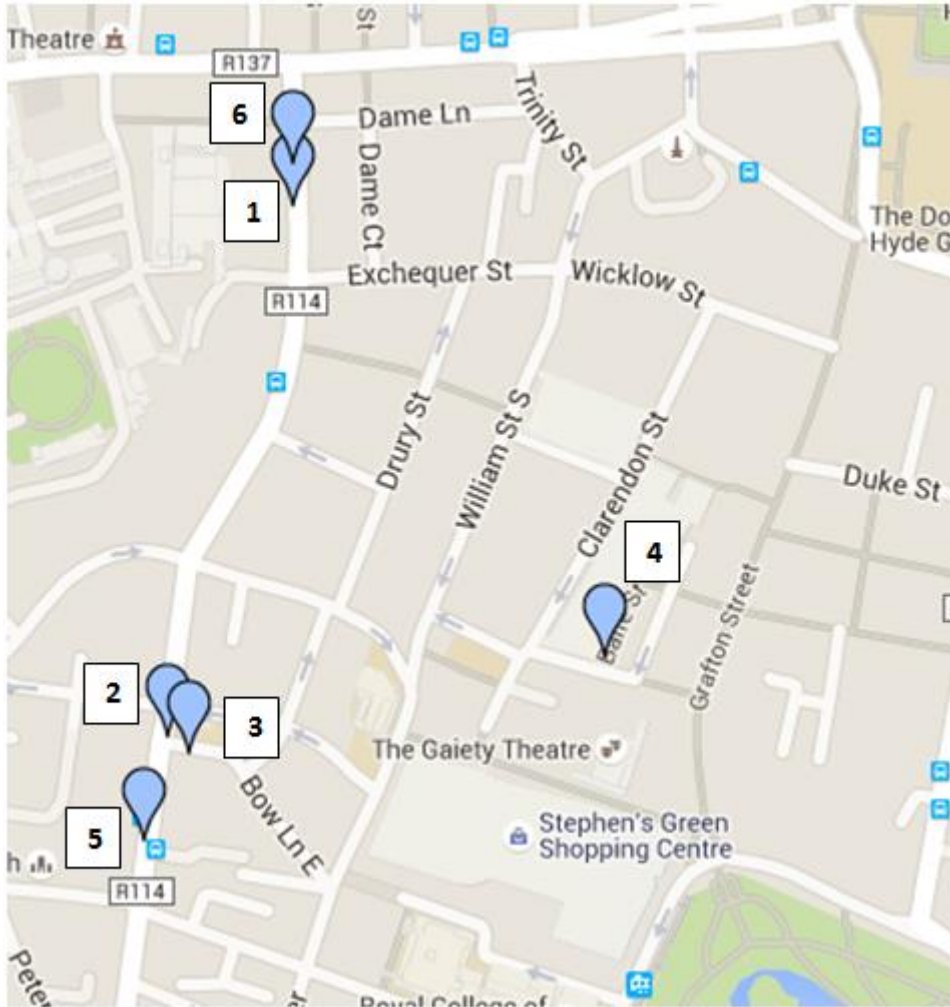 St
Theatre
R137
6
Dame Ln
Trinity St
Dame Ct
1
The Do
Hyde G
Exchequer St
Wicklow St
R114
Drury St
William St S
Clarendon St
Duke St
4
Grafton Street
2
3
The Gaiety Theatre
Bow Ln E
5
Stephen's Green
Shopping Centre
h
R114
Peter
Royal College of